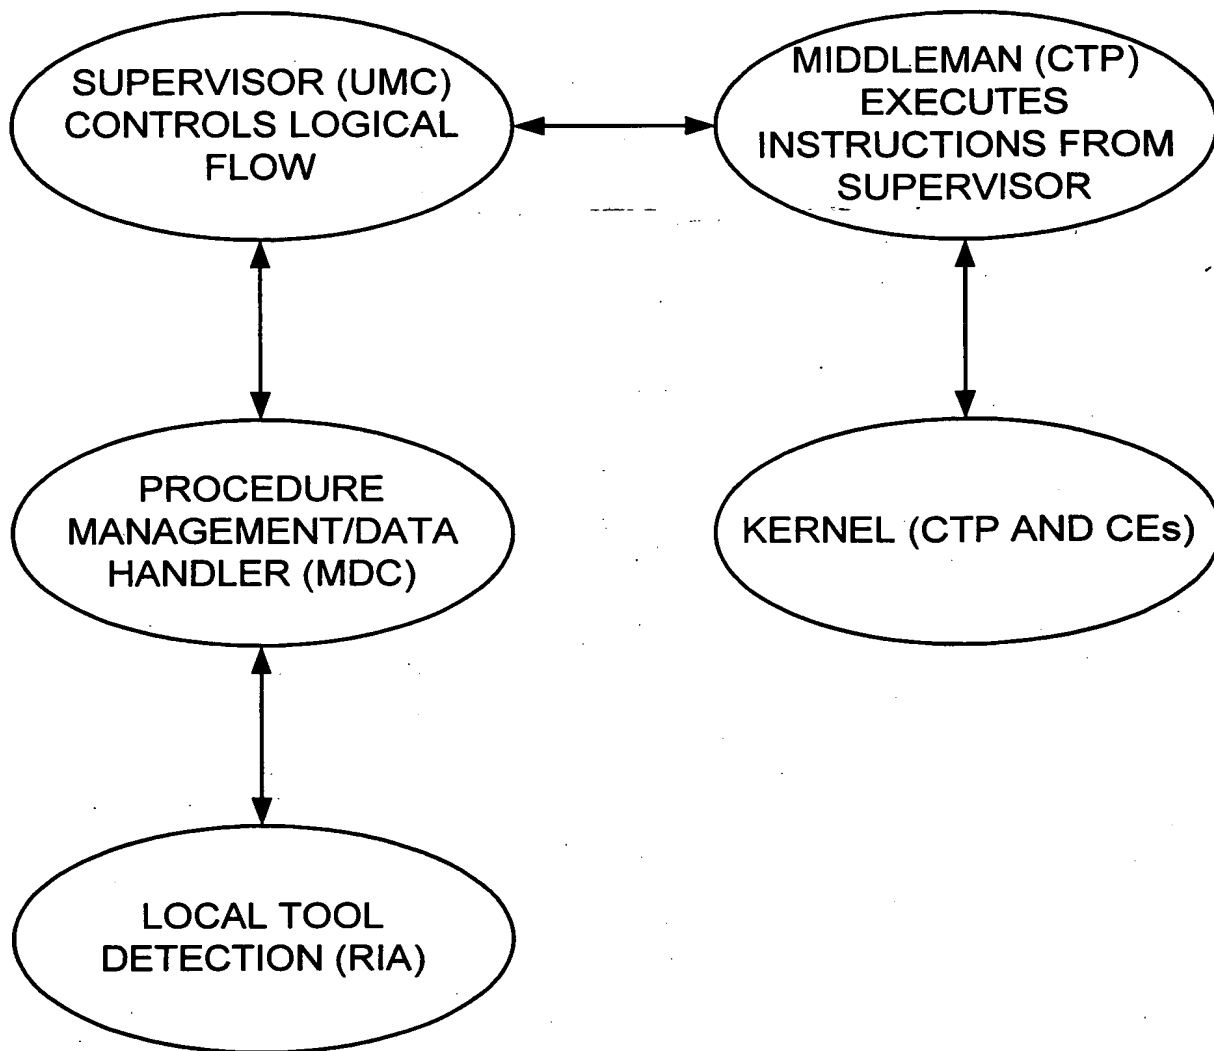 SUPERVISOR (UMC)
CONTROLS LOGICAL
FLOW
MIDDLEMAN (CTP)
EXECUTES
INSTRUCTIONS FROM
SUPERVISOR
PROCEDURE
MANAGEMENT/DATA
HANDLER (MDC)
KERNEL (CTP AND CEs)
LOCAL TOOL
DETECTION (RIA)